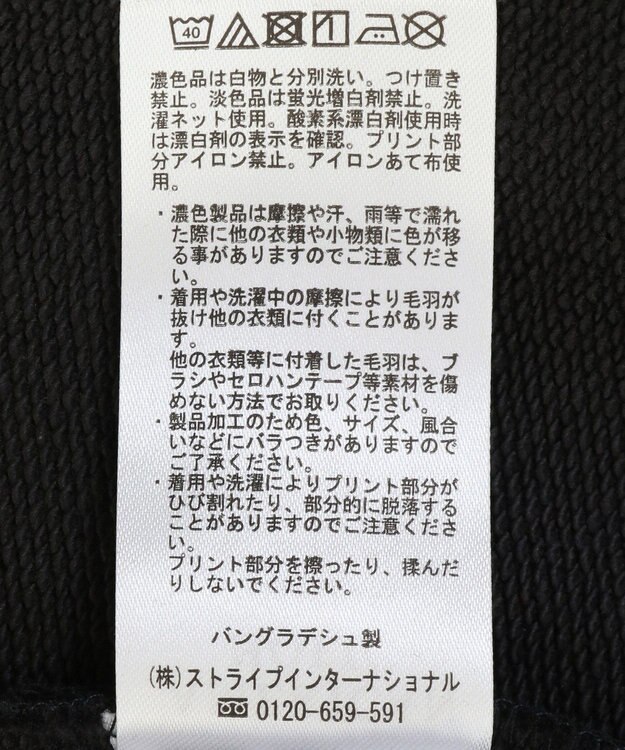 40
濃色品は白物と分別洗い。つけ置き
禁止。淡色品は蛍光増白剤禁止。洗
濯ネット使用。酸素系漂白剤使用時
は漂白剤の表示を確認。プリント部
分アイロン禁止。アイロンあて布使
用。
・濃色製品は摩擦や汗、雨等で濡れ
た際に他の衣類や小物類に色が移
る事がありますのでご注意くださ
い。
・着用や洗濯中の摩擦により毛羽が
抜け他の衣類に付くことがありま
す。
他の衣類等に付着した毛羽は、ブ
ラシやセロハンテープ等素材を傷
めない方法でお取りください。
・製品加工のため色、サイズ、風合
いなどにバラつきがありますので
ご了承ください。
・着用や洗濯によりプリント部分が
ひび割れたり、部分的に脱落する
ことがありますのでご注意くださ
い。
プリント部分を擦ったり、揉んだ
りしないでください。
バングラデシュ製
(株)ストライプインターナショナル
0120-659-591